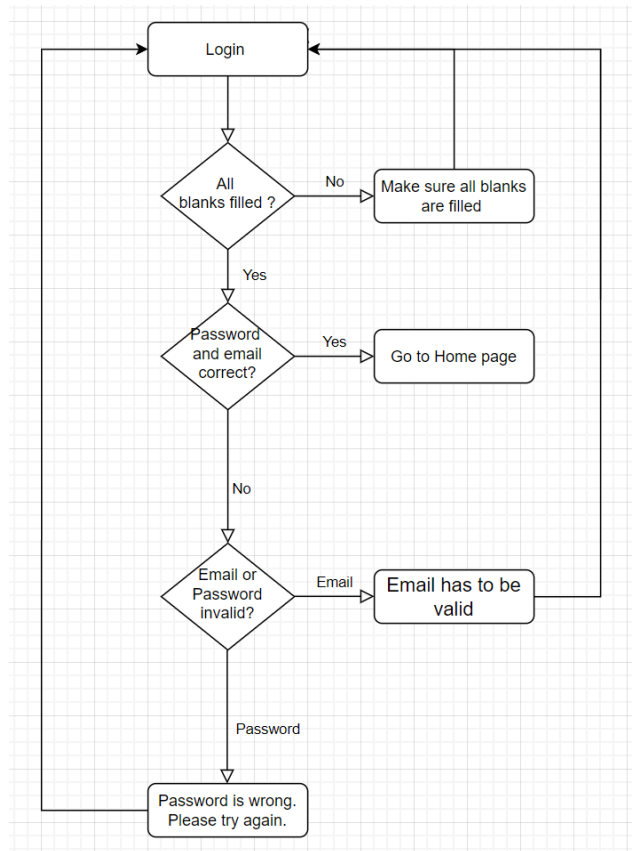 Login
All
blanks filled ?
No
Make sure all blanks
are filled
Yes
Password
and email
correct?
Yes
Go to Home page
No
Email or
Password
invalid?
Email
Email has to be
valid
Password
Password is wrong.
Please try again.